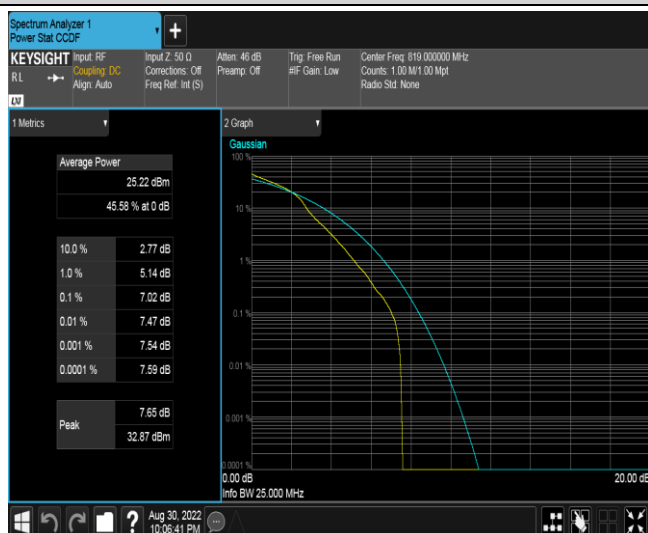 Spectrum Analyzer 1
Power Stat CCDF
KEYSIGHT
R L
LXI
Input: RF
Coupling: DC
Align: Auto
Input Z: 50 Ω
Corrections: Off
Freq Ref: Int (S)
Atten: 46 dB
Preamp: Off
Trig: Free Run
#IF Gain: Low
Center Freq: 819.000000 MHz
Counts: 1.00 M/1.00 Mpt
Radio Std: None
1 Metrics
Average Power
25.22 dBm
45.58 % at 0 dB
10.0 % 2.77 dB
1.0 % 5.14 dB
0.1 % 7.02 dB
0.01 % 7.47 dB
0.001 % 7.54 dB
0.0001 % 7.59 dB
Peak
7.65 dB
32.87 dBm
2 Graph
Gaussian
100 %
10 %
1 %
0.1 %
0.01 %
0.001 %
0.0001 %
0.00 dB 20.00 dB
Info BW 25.000 MHz
Aug 30, 2022
10:06:41 PM